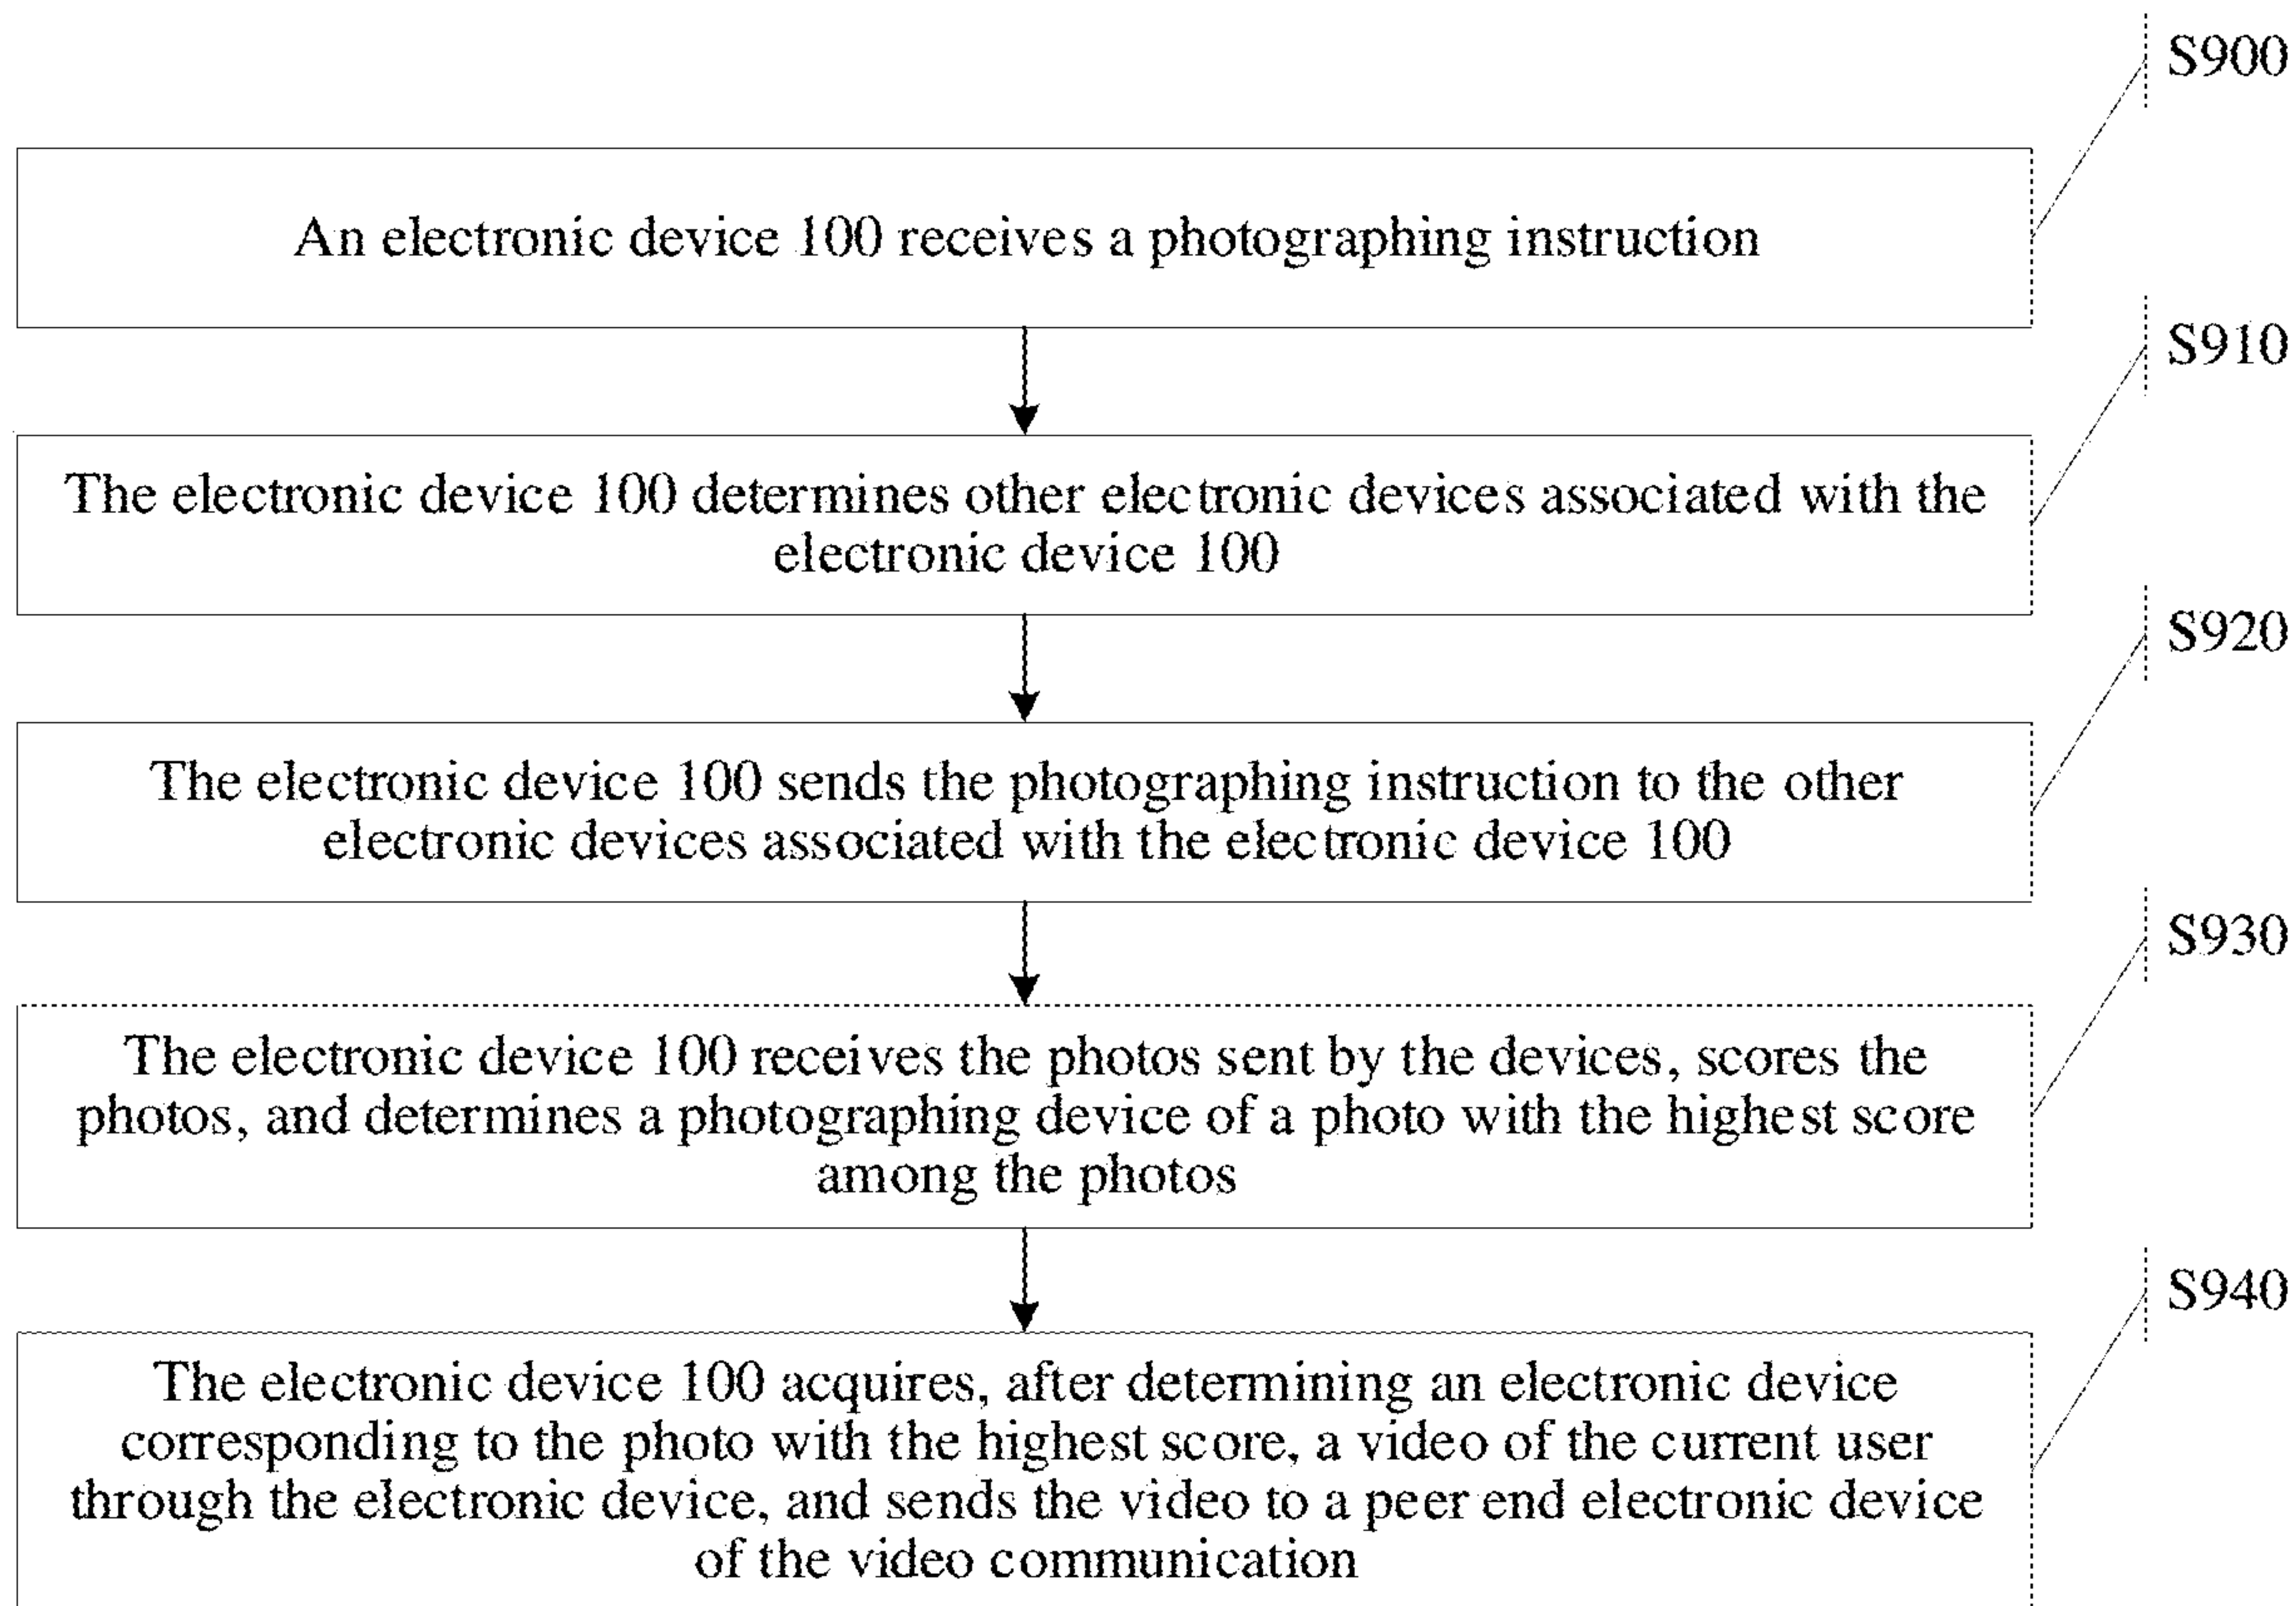 S900
An electronic device 100 receives a photographing instruction
S910
The electronic device 100 determines other electronic devices associated with the
electronic device 100
S920
The electronic device 100 sends the photographing instruction to the other
electronic devices associated with the electronic device 100
S930
The electronic device 100 receives the photos sent by the devices, scores the
photos, and determines a photographing device of a photo with the highest score
among the photos
S940
The electronic device 100 acquires, after determining an electronic device
corresponding to the photo with the highest score, a video of the current user
through the electronic device, and sends the video to a peer end electronic device
of the video communication